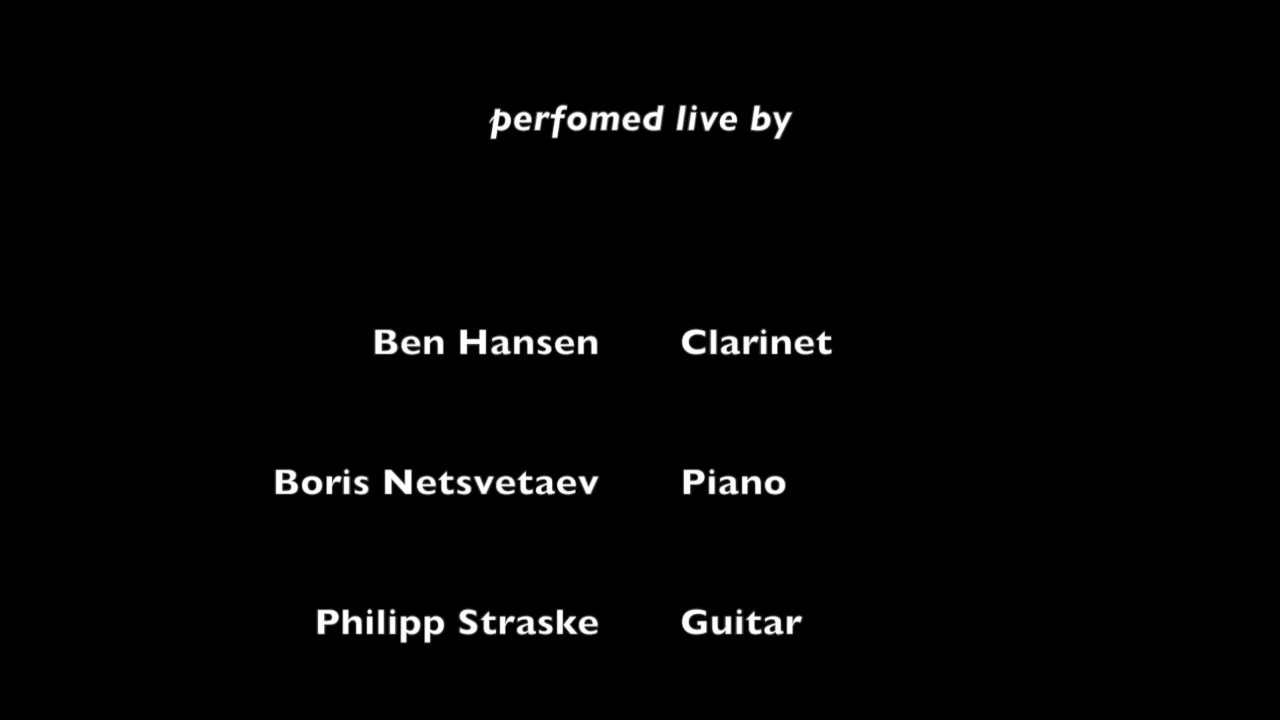 perfomed live by
Ben Hansen Clarinet
Boris Netsvetaev Piano
Philipp Straske Guitar